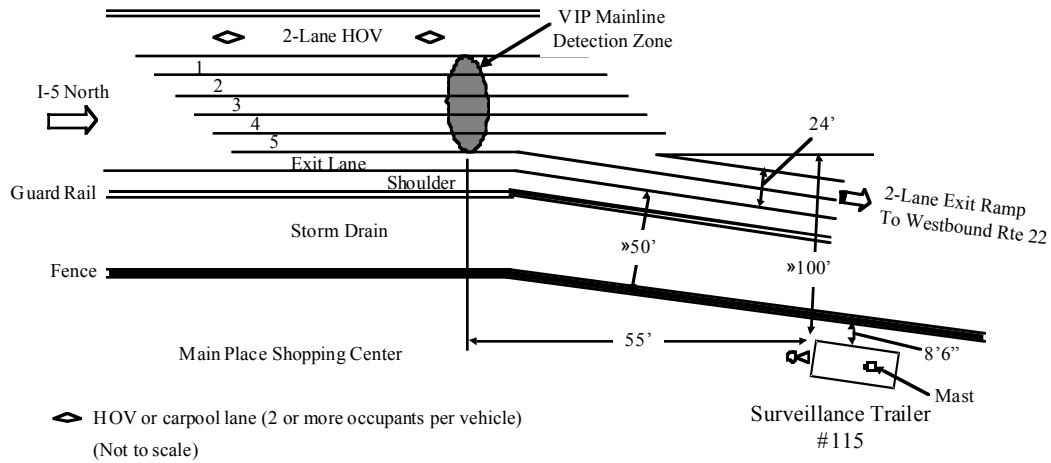 VIP Mainline
Detection Zone
2-Lane HOV
I-5 North
1
2
3
4
5
24’
Exit Lane
Shoulder
Guard Rail
2-Lane Exit Ramp
To Westbound Rte 22
Storm Drain
»50’
»100’
Fence
55’
8’6”
Main Place Shopping Center
Mast
HOV or carpool lane (2 or more occupants per vehicle)
(Not to scale)
Surveillance Trailer
#115